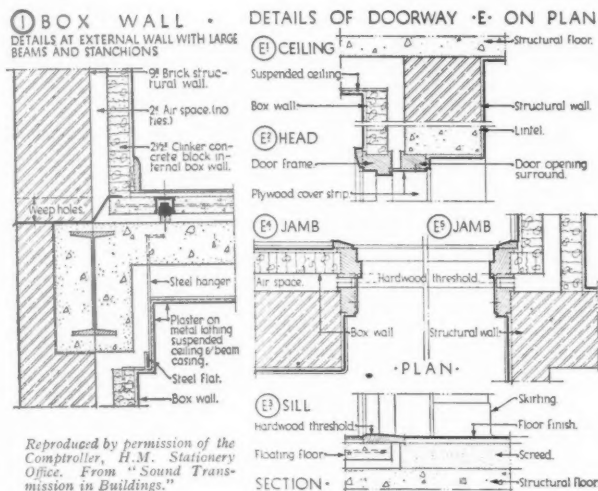 ① BOX WALL ·
DETAILS AT EXTERNAL WALL WITH LARGE
BEAMS AND STANCHIONS
9" Brick struc-
tural wall.
2" Air space.(no
ties.)
2½" Clinker con-
crete block in-
ternal box wall.
Weep holes.
Steel hanger
Plaster on
metal lathing
suspended
ceiling & beam
casing.
Steel Flat.
Box wall.
Reproduced by permission of the
Comptroller, H.M. Stationery
Office. From "Sound Trans-
mission in Buildings."
DETAILS OF DOORWAY ·E· ON PLAN
E¹ CEILING
Structural floor.
Suspended ceiling
Box wall.
Structural wall.
E² HEAD
Lintel.
Door frame.
Door opening
surround.
Plywood cover strip.
E⁴ JAMB
E⁵ JAMB
Air space.
Hardwood threshold.
Box wall
Structural wall
·PLAN·
E³ SILL
Skirting.
Hardwood threshold
Floor finish.
Floating floor
Screed.
SECTION·
Structural floor